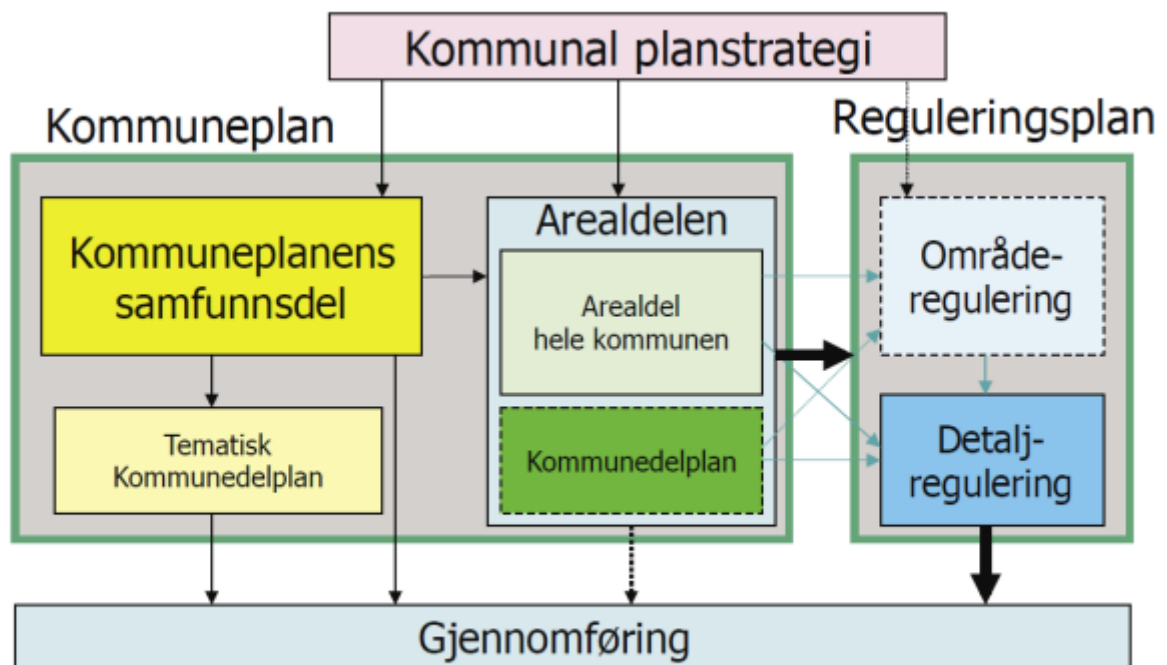 Kommunal planstrategi
Kommuneplan
Reguleringsplan
Kommuneplanens
samfunnsdel
Tematisk
Kommunedelplan
Arealdelen
Arealdel
hele kommunen
Kommunedelplan
Område-
regulering
Detalj-
regulering
Gjennomføring